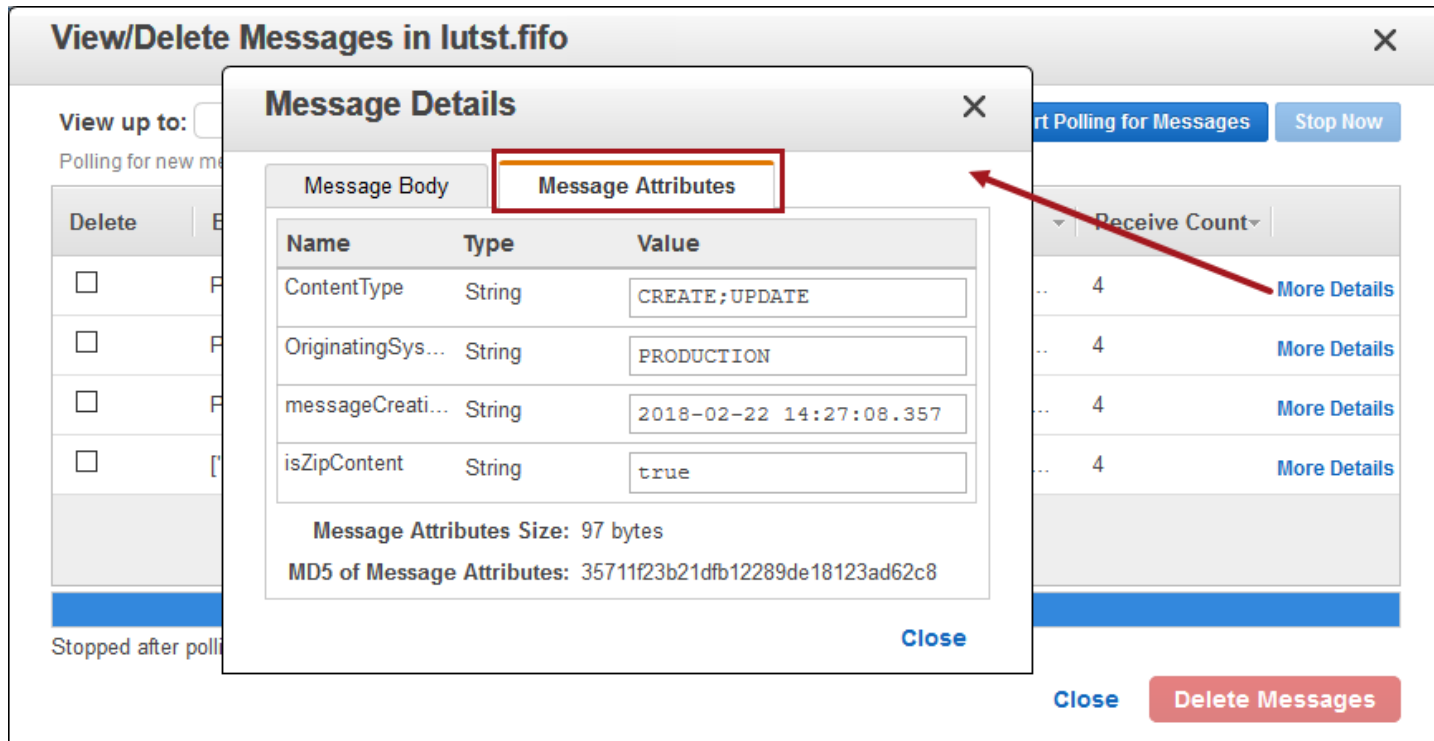 View/Delete Messages in lutst.fifo
View up to:
Polling for new
Message Details
Polling for Messages
Stop Now
Message Body
Message Attributes
Delete
Receive Count
Name Type Value
ContentType String CREATE;UPDATE
OriginatingSys... String PRODUCTION
messageCreati... String 2018-02-22 14:27:08.357
isZipContent String true
4 More Details
4 More Details
4 More Details
4 More Details
Message Attributes Size: 97 bytes
MD5 of Message Attributes: 35711f23b21dfb12289de18123ad62c8
Close
Stopped after
Close
Delete Messages